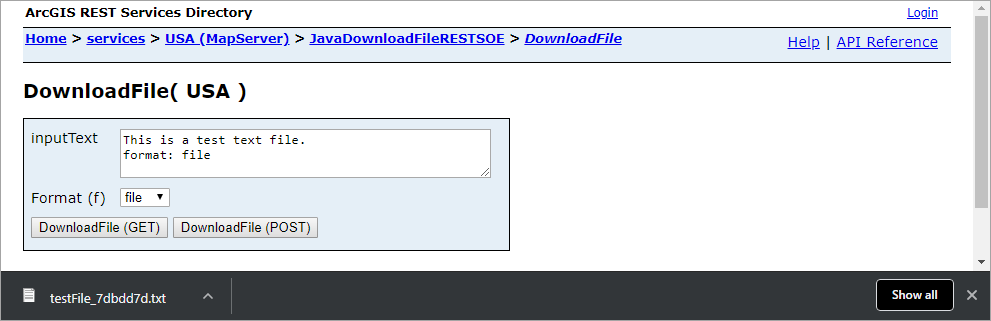 ArcGIS REST Services Directory
Login
Home > services > USA (MapServer) > JavaDownloadFileRESTSOE > DownloadFile
Help | API Reference
DownloadFile( USA )
inputText
This is a test text file.
format: file
Format (f)
file
DownloadFile (GET)
DownloadFile (POST)
testFile_7dbdd7d.txt
Show all